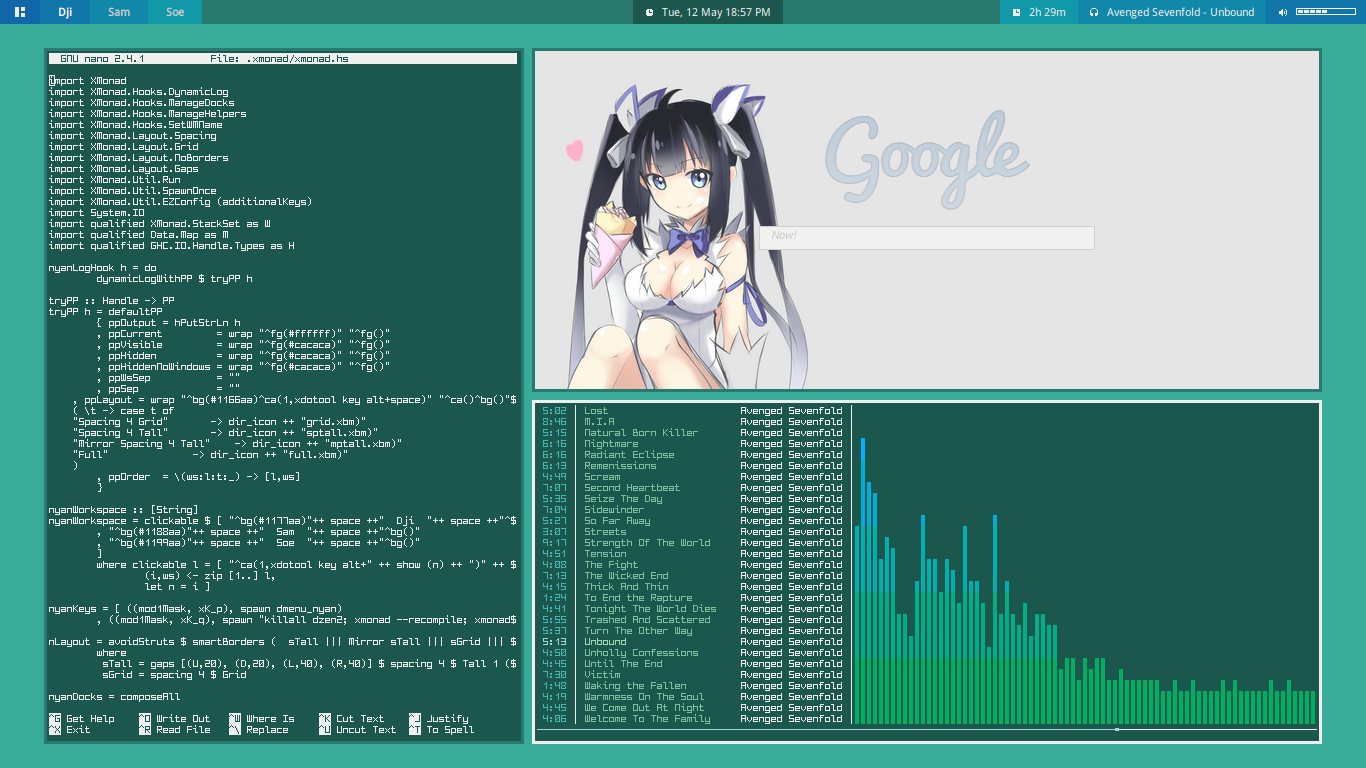 Dji Sam Soe
Tue, 12 May 18:57 PM
2h 29m
Avenged Sevenfold - Unbound
GNU nano 2.4.1 File: .xmonad/xmonad.hs
import XMonad
import XMonad.Hooks.DynamicLog
import XMonad.Hooks.ManageDocks
import XMonad.Hooks.ManageHelpers
import XMonad.Hooks.SetWMName
import XMonad.Layout.Spacing
import XMonad.Layout.Grid
import XMonad.Layout.NoBorders
import XMonad.Layout.Gaps
import XMonad.Util.Run
import XMonad.Util.SpawnOnce
import XMonad.Util.EZConfig (additionalKeys)
import System.IO
import qualified XMonad.StackSet as W
import qualified Data.Map as M
import qualified GHC.IO.Handle.Types as H
nyanLogHook h = do
dynamicLogWithPP $ tryPP h
tryPP :: Handle -> PP
tryPP h = defaultPP
{ ppOutput = hPutStrLn h
, ppCurrent = wrap "^fg(#ffffff)" "^fg()"
, ppVisible = wrap "^fg(#cacaca)" "^fg()"
, ppHidden = wrap "^fg(#cacaca)" "^fg()"
, ppHiddenNoWindows = wrap "^fg(#cacaca)" "^fg()"
, ppWsSep = ""
, ppSep = ""
, ppLayout = wrap "^bg(#1166aa)^ca(1,xdotool key alt+space)" "^ca()^bg()"$
( \t -> case t of
"Spacing 4 Grid" -> dir_icon ++ "grid.xbm)"
"Spacing 4 Tall" -> dir_icon ++ "sptall.xbm)"
"Mirror Spacing 4 Tall" -> dir_icon ++ "mptall.xbm)"
"Full" -> dir_icon ++ "full.xbm)"
)
, ppOrder = \(ws:l:t:_) -> [l,ws]
}
nyanWorkspace :: [String]
nyanWorkspace = clickable $ [ "^bg(#1177aa)"++ space ++" Dji "++ space ++"^$
, "^bg(#1188aa)"++ space ++" Sam "++ space ++"^bg()"
, "^bg(#1199aa)"++ space ++" Soe "++ space ++"^bg()"
]
where clickable l = [ "^ca(1,xdotool key alt+" ++ show (n) ++ ")" ++ $
(i,ws) <- zip [1..] l,
let n = i ]
nyanKeys = [ ((mod1Mask, xK_p), spawn dmenu_nyan)
, ((mod1Mask, xK_q), spawn "killall dzen2; xmonad --recompile; xmonad$
nLayout = avoidStruts $ smartBorders ( sTall ||| Mirror sTall ||| sGrid ||| $
where
sTall = gaps [(U,20), (D,20), (L,40), (R,40)] $ spacing 4 $ Tall 1 ($
sGrid = spacing 4 $ Grid
nyanDocks = composeAll
^G Get Help ^O Write Out ^W Where Is ^K Cut Text ^J Justify
^X Exit ^R Read File ^\ Replace ^U Uncut Text ^T To Spell
Google
Now!
5:02 Lost Avenged Sevenfold
8:46 M.I.A Avenged Sevenfold
5:15 Natural Born Killer Avenged Sevenfold
6:16 Nightmare Avenged Sevenfold
6:16 Radiant Eclipse Avenged Sevenfold
6:13 Remenissions Avenged Sevenfold
4:49 Scream Avenged Sevenfold
7:07 Second Heartbeat Avenged Sevenfold
5:35 Seize The Day Avenged Sevenfold
7:04 Sidewinder Avenged Sevenfold
5:27 So Far Away Avenged Sevenfold
3:07 Streets Avenged Sevenfold
9:17 Strength Of The World Avenged Sevenfold
4:51 Tension Avenged Sevenfold
4:08 The Fight Avenged Sevenfold
7:13 The Wicked End Avenged Sevenfold
4:15 Thick And Thin Avenged Sevenfold
1:24 To End the Rapture Avenged Sevenfold
4:41 Tonight The World Dies Avenged Sevenfold
5:55 Trashed And Scattered Avenged Sevenfold
5:37 Turn The Other Way Avenged Sevenfold
5:13 Unbound Avenged Sevenfold
4:50 Unholly Confessions Avenged Sevenfold
4:45 Until The End Avenged Sevenfold
7:30 Victim Avenged Sevenfold
1:48 Waking the Fallen Avenged Sevenfold
4:19 Warmness On The Soul Avenged Sevenfold
4:45 We Come Out At Night Avenged Sevenfold
4:06 Welcome To The Family Avenged Sevenfold